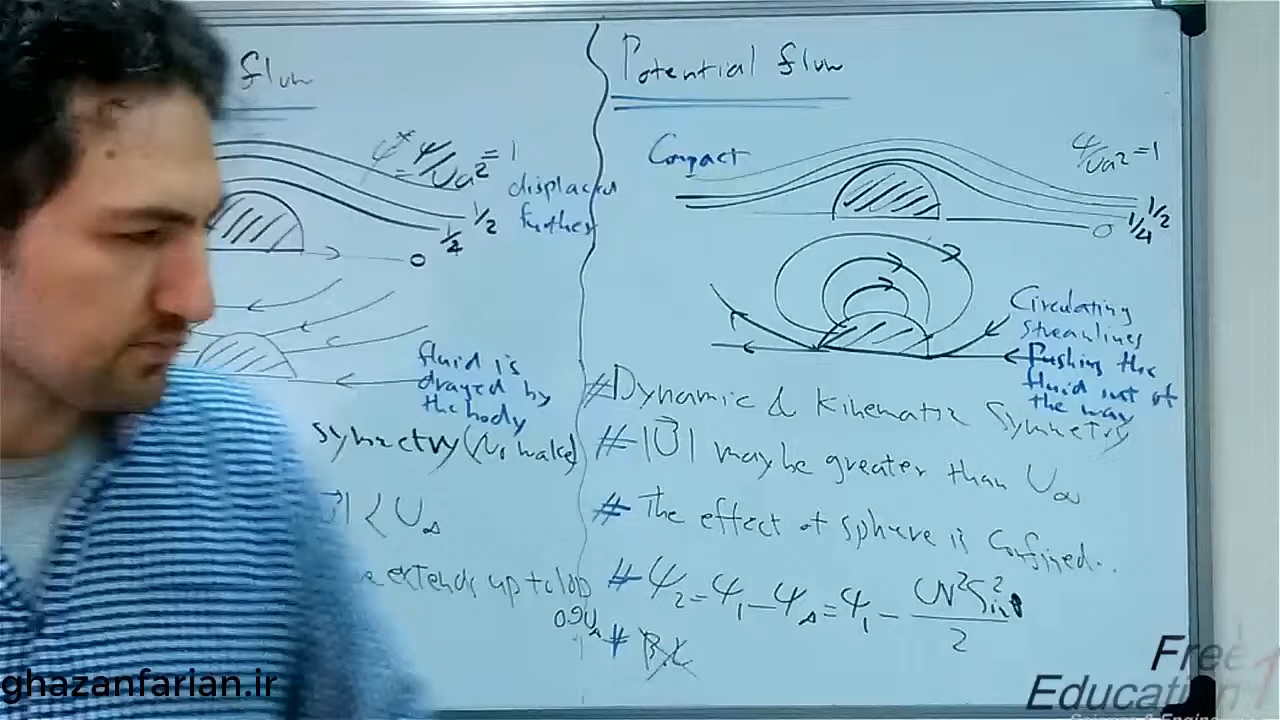 flow
ψ* = ψ/Ua² = 1
displaced
further
1/2
1/4
0
fluid is
draged by
the body
symmetry (No wake)
| < U∞
extends up to 10D
0.9U∞
Potential flow
Compact
ψ/Ua² = 1
1/2
1/4
0
Circulating
streamlines
Pushing the
fluid out of
the way
# Dynamic & Kinematic Symmetry
# |U⃗| may be greater than U∞
# The effect of sphere is Confined..
# ψ₂ = ψ₁ - ψ∞ = ψ₁ - Ur²Sin²θ/2
#
ghazanfarian.ir
Free
Education